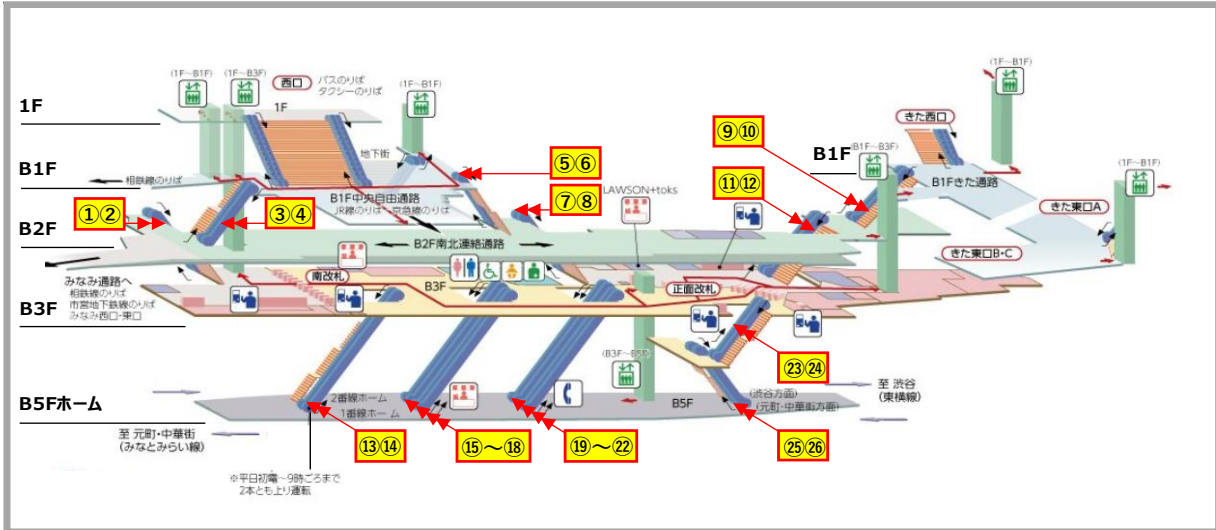 (1F～B1F)
(1F～B3F)
西口
バスのりば
タクシーのりば
(1F～B1F)
(1F～B1F)
1F
1F
きた西口
⑨⑩
地下街
(B1F～B3F)
B1F
B1F
⑤⑥
(1F～B1F)
相鉄線のりば
LAWSON+toks
B1Fきた通路
B1F中央自由通路
⑪⑫
JR線のりば
京急線のりば
①②
③④
⑦⑧
きた東口A
B2F
B2F南北連絡通路
きた東口B・C
みなみ通路へ
南改札
相鉄線のりば
B3F
正面改札
市営地下鉄線のりば
B3F
みなみ西口・東口
(B3F～B5F)
㉓㉔
至 渋谷
(東横線)
B5Fホーム
2番線ホーム
1番線ホーム
B5F
(渋谷方面)
(元町・中華街方面)
至 元町・中華街
(みなとみらい線)
⑬⑭
⑮～⑱
⑲～㉒
㉕㉖
※平日初電～9時ごろまで
2本とも上り運転